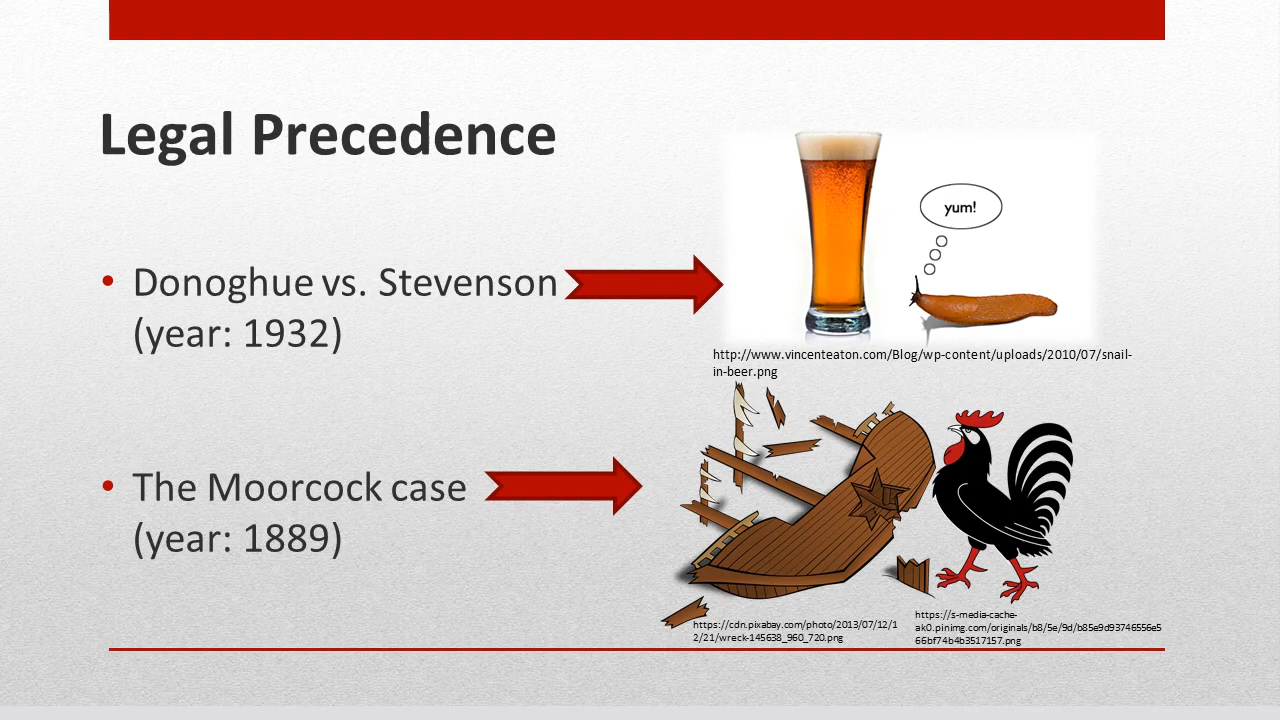 Legal Precedence
Donoghue vs. Stevenson
(year: 1932)
yum!
http://www.vincenteaton.com/Blog/wp-content/uploads/2010/07/snail-
in-beer.png
The Moorcock case
(year: 1889)
https://cdn.pixabay.com/photo/2013/07/12/1
2/21/wreck-145638_960_720.png
https://s-media-cache-
ak0.pinimg.com/originals/b8/5e/9d/b85e9d93746556e5
66bf74b4b3517157.png